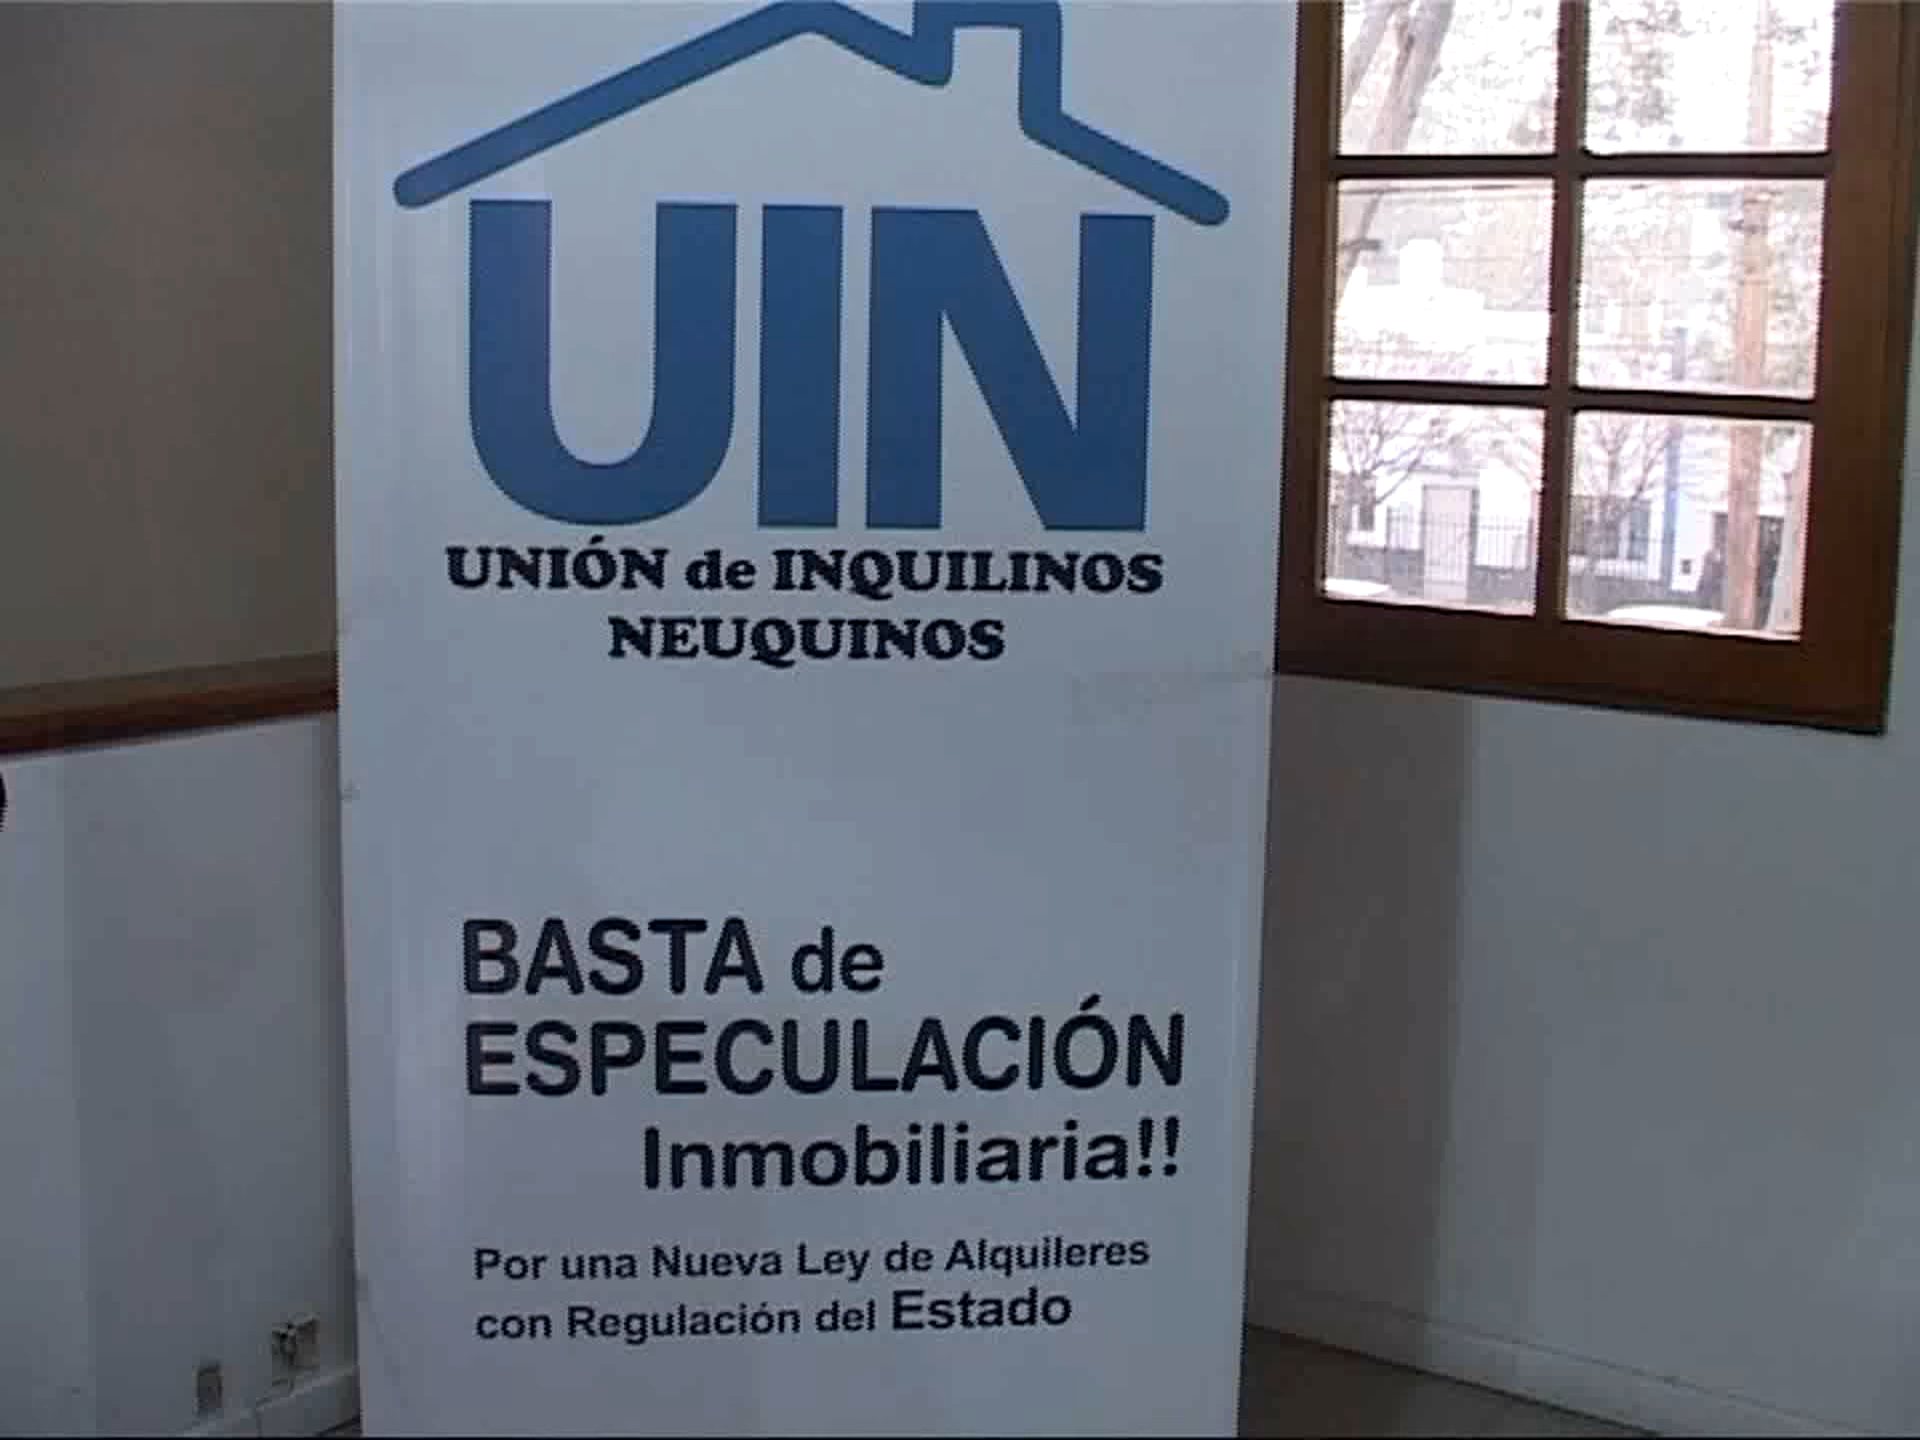 UIN
UNIÓN de INQUILINOS
NEUQUINOS
BASTA de
ESPECULACIÓN
Inmobiliaria!!
Por una Nueva Ley de Alquileres
con Regulación del Estado